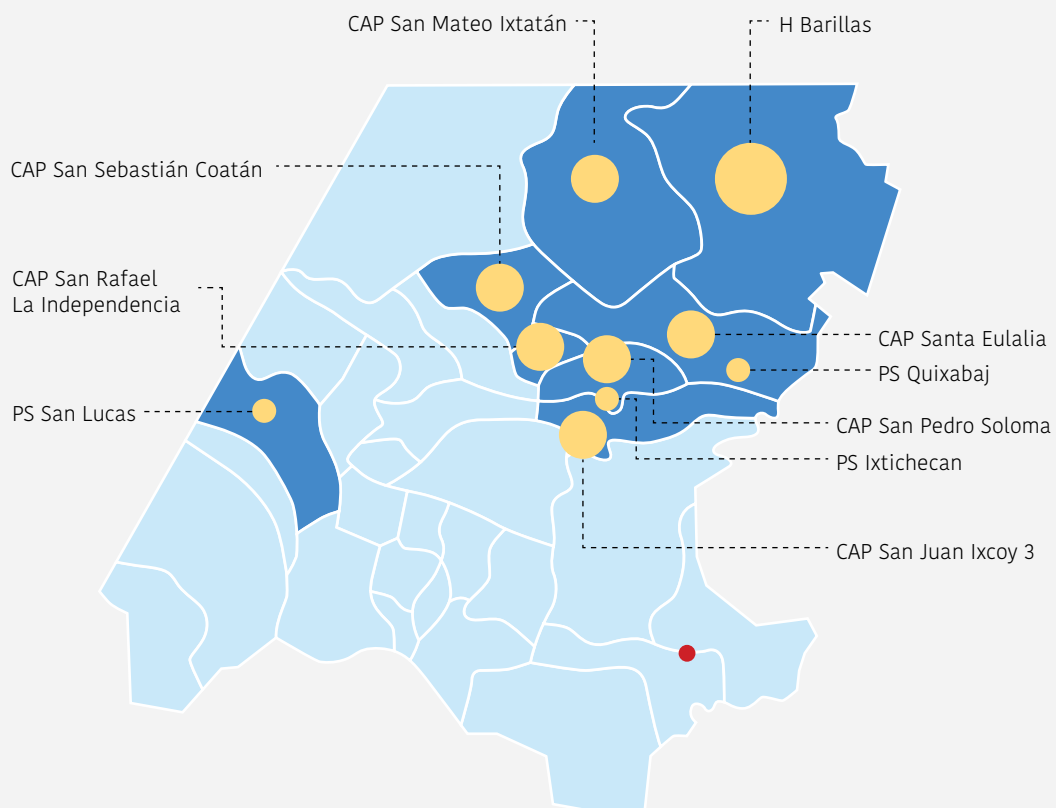 CAP San Mateo Ixtatán
H Barillas
CAP San Sebastián Coatán
CAP San Rafael
La Independencia
CAP Santa Eulalia
PS Quixabaj
PS San Lucas
CAP San Pedro Soloma
PS Ixtichecan
CAP San Juan Ixcoy 3